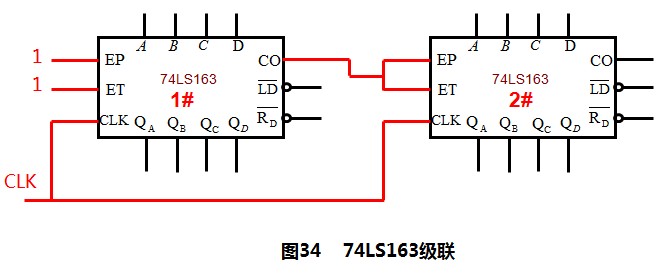 A B C D A B C D
1 EP CO EP CO
74LS163 74LS163
1 ET LD ET LD
1# 2#
CLK QA QB QC QD RD CLK QA QB QC QD RD
CLK
图34 74LS163级联